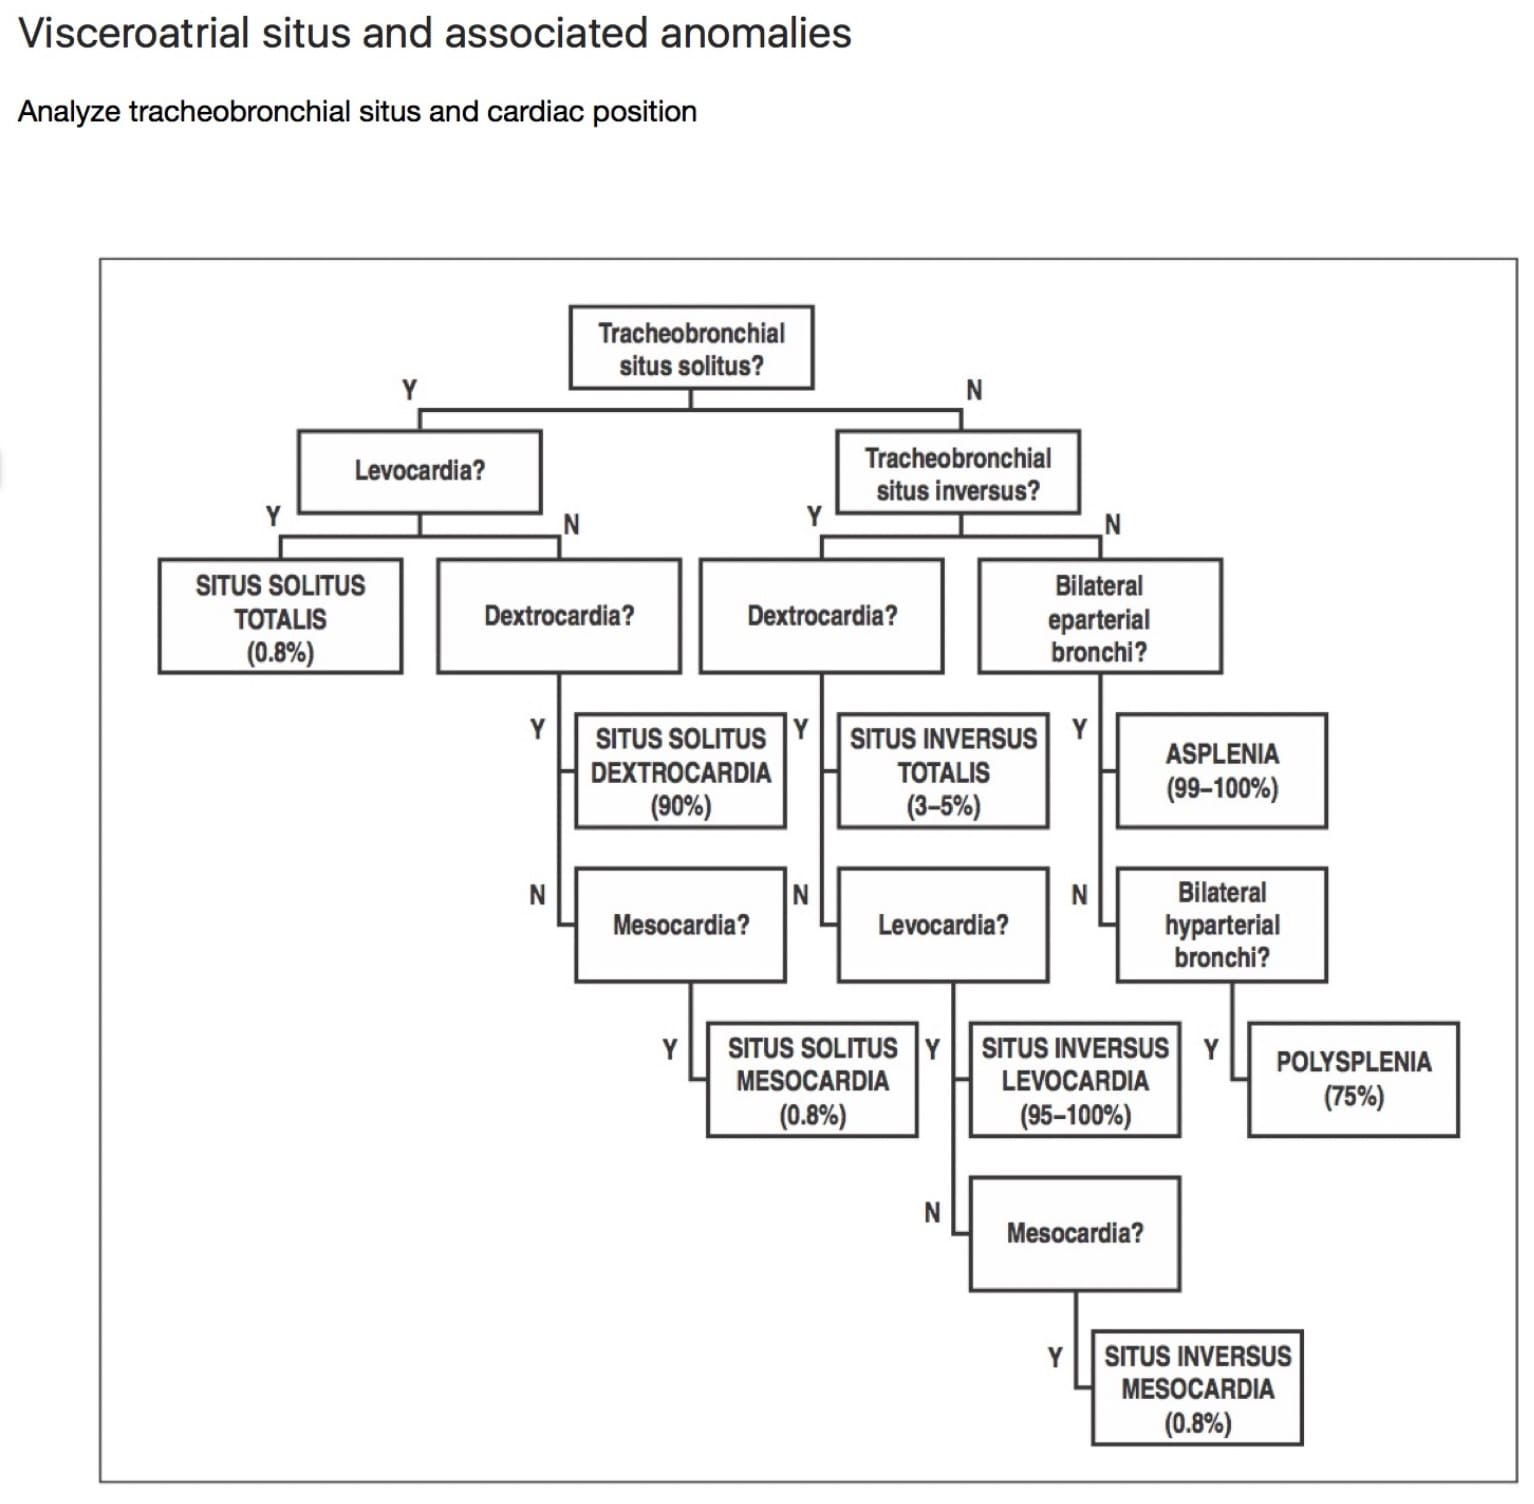 Visceroatrial situs and associated anomalies
Analyze tracheobronchial situs and cardiac position
Tracheobronchial
situs solitus?
Y
N
Levocardia?
Tracheobronchial
situs inversus?
Y
N
Y
N
SITUS SOLITUS
TOTALIS
(0.8%)
Dextrocardia?
Dextrocardia?
Bilateral
eparterial
bronchi?
Y
SITUS SOLITUS
DEXTROCARDIA
(90%)
Y
SITUS INVERSUS
TOTALIS
(3–5%)
Y
ASPLENIA
(99–100%)
N
Mesocardia?
N
Levocardia?
N
Bilateral
hyparterial
bronchi?
Y
SITUS SOLITUS
MESOCARDIA
(0.8%)
Y
SITUS INVERSUS
LEVOCARDIA
(95–100%)
Y
POLYSPLENIA
(75%)
N
Mesocardia?
Y
SITUS INVERSUS
MESOCARDIA
(0.8%)